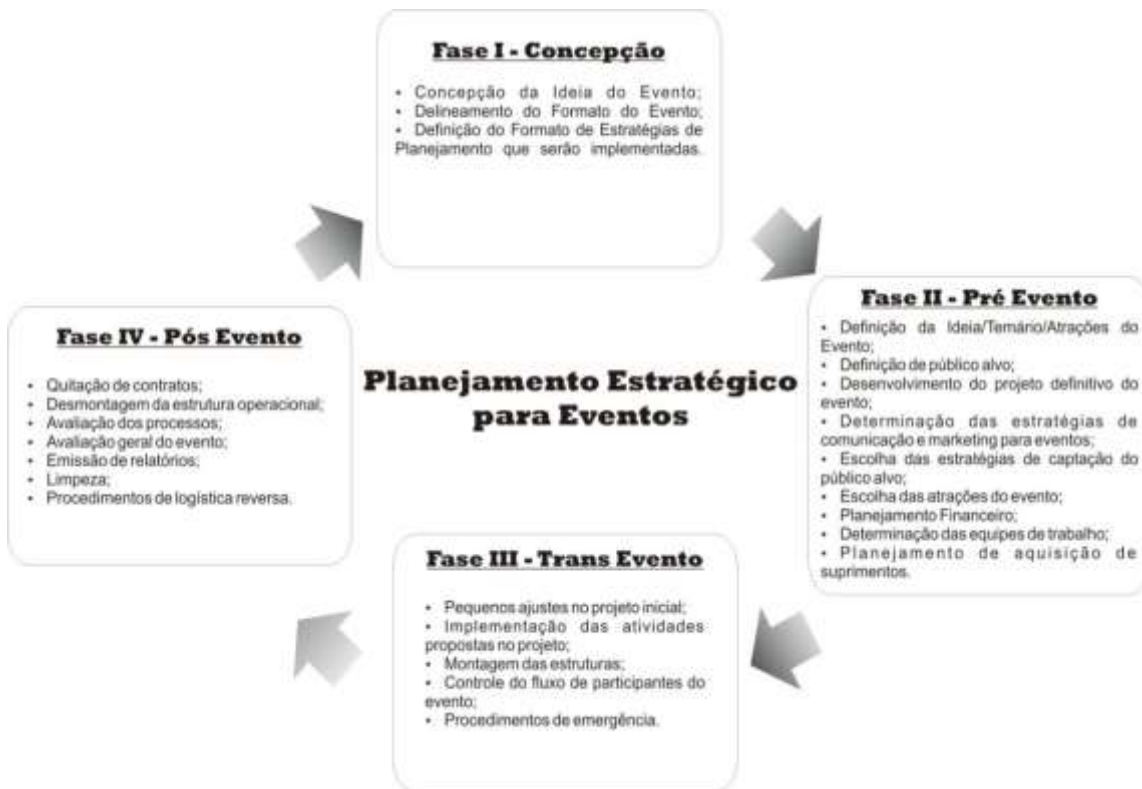 Fase I - Concepção
• Concepção da Ideia do Evento;
• Delineamento do Formato do Evento;
• Definição do Formato de Estratégias de
Planejamento que serão implementadas.
Fase II - Pré Evento
• Definição da Ideia/Temário/Atrações do
Evento;
• Definição de público alvo;
• Desenvolvimento do projeto definitivo do
evento;
• Determinação das estratégias de
comunicação e marketing para eventos;
• Escolha das estratégias de captação do
público alvo;
• Escolha das atrações do evento;
• Planejamento Financeiro;
• Determinação das equipes de trabalho;
• Planejamento de aquisição de
suprimentos.
Planejamento Estratégico
para Eventos
Fase III - Trans Evento
• Pequenos ajustes no projeto inicial;
• Implementação das atividades
propostas no projeto;
• Montagem das estruturas;
• Controle do fluxo de participantes do
evento;
• Procedimentos de emergência.
Fase IV - Pós Evento
• Quitação de contratos;
• Desmontagem da estrutura operacional;
• Avaliação dos processos;
• Avaliação geral do evento;
• Emissão de relatórios;
• Limpeza;
• Procedimentos de logística reversa.